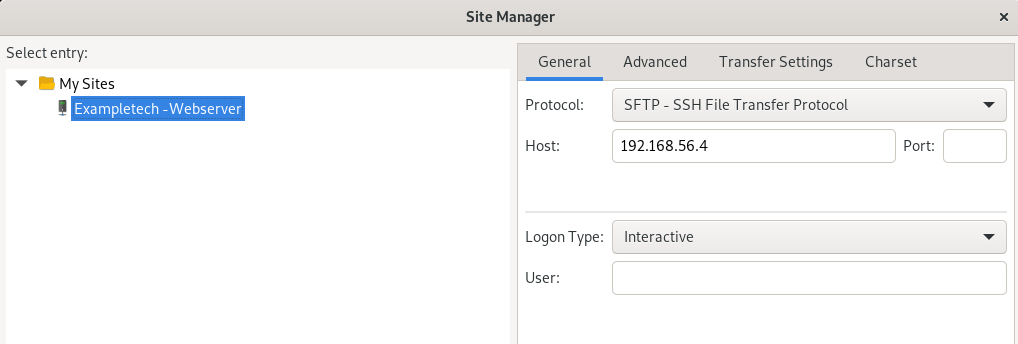 Site Manager
Select entry:
My Sites
Exampletech -Webserver
General Advanced Transfer Settings Charset
Protocol: SFTP - SSH File Transfer Protocol
Host: 192.168.56.4 Port:
Logon Type: Interactive
User: